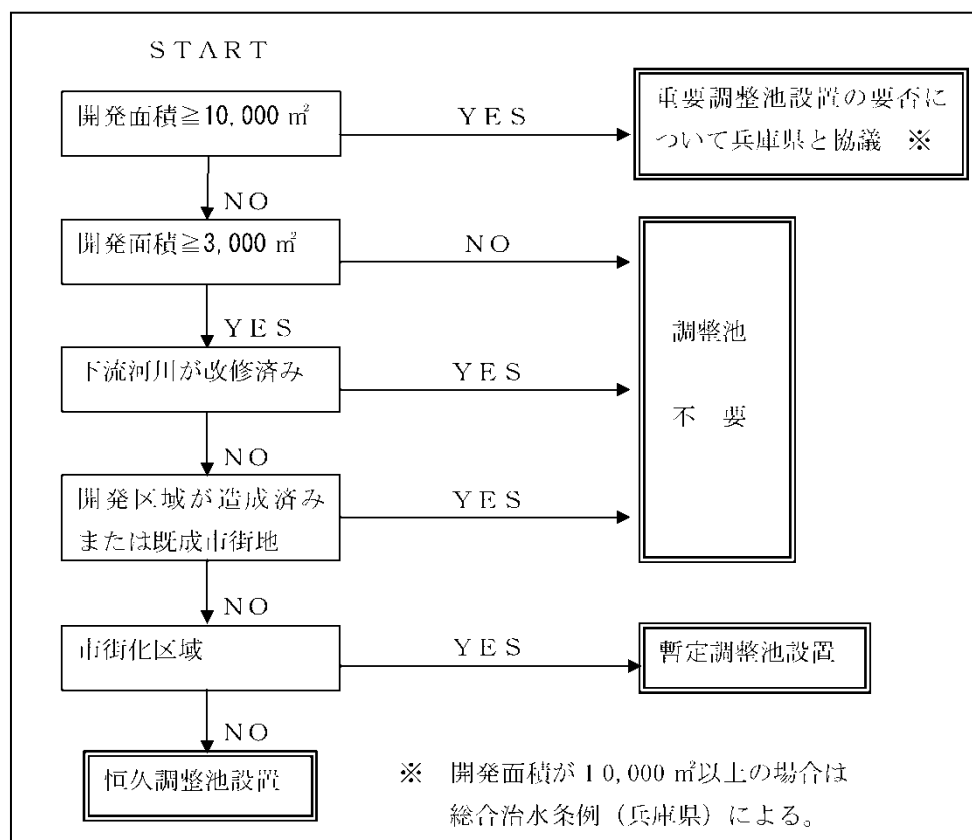 START
開発面積≧10,000 ㎡
YES
重要調整池設置の要否に
ついて兵庫県と協議　※
NO
開発面積≧3,000 ㎡
NO
調整池
不　要
YES
下流河川が改修済み
YES
NO
開発区域が造成済み
または既成市街地
YES
NO
市街化区域
YES
暫定調整池設置
NO
恒久調整池設置
※　開発面積が１０,000 ㎡以上の場合は
総合治水条例（兵庫県）による。